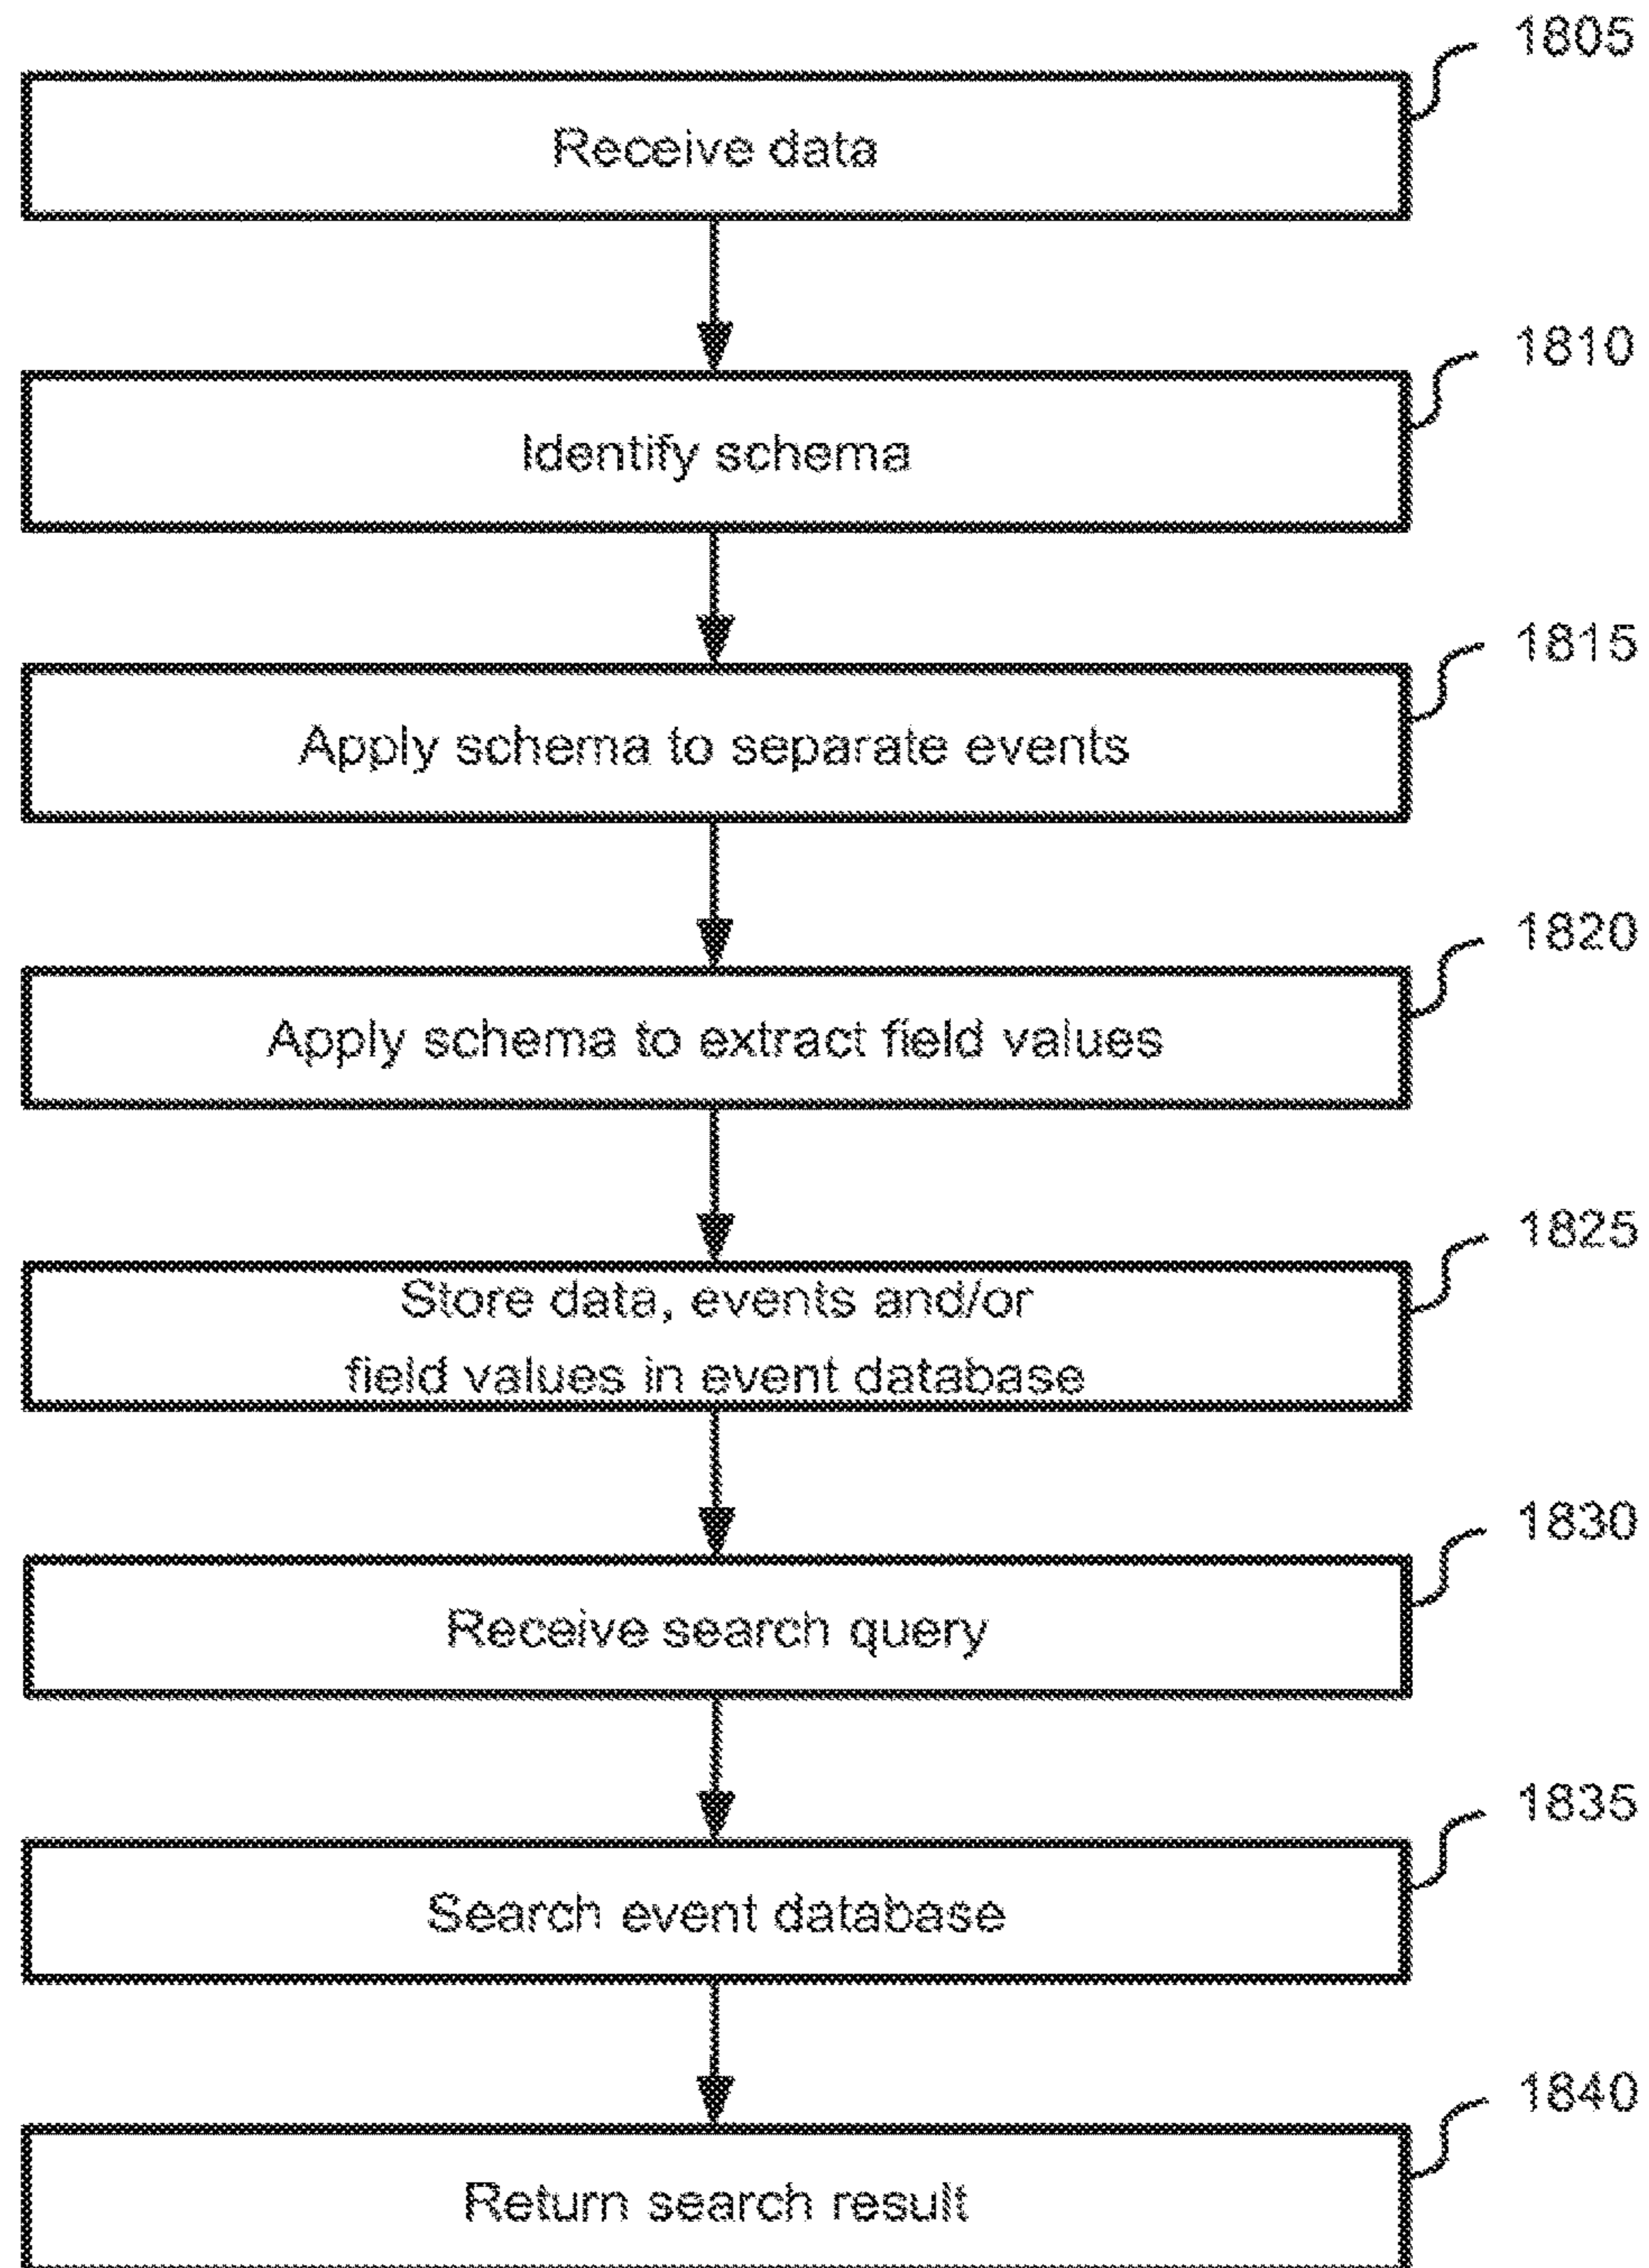 1805
Receive data
1810
Identify schema
1815
Apply schema to separate events
1820
Apply schema to extract field values
1825
Store data, events and/or
field values in event database
1830
Receive search query
1835
Search event database
1840
Return search result